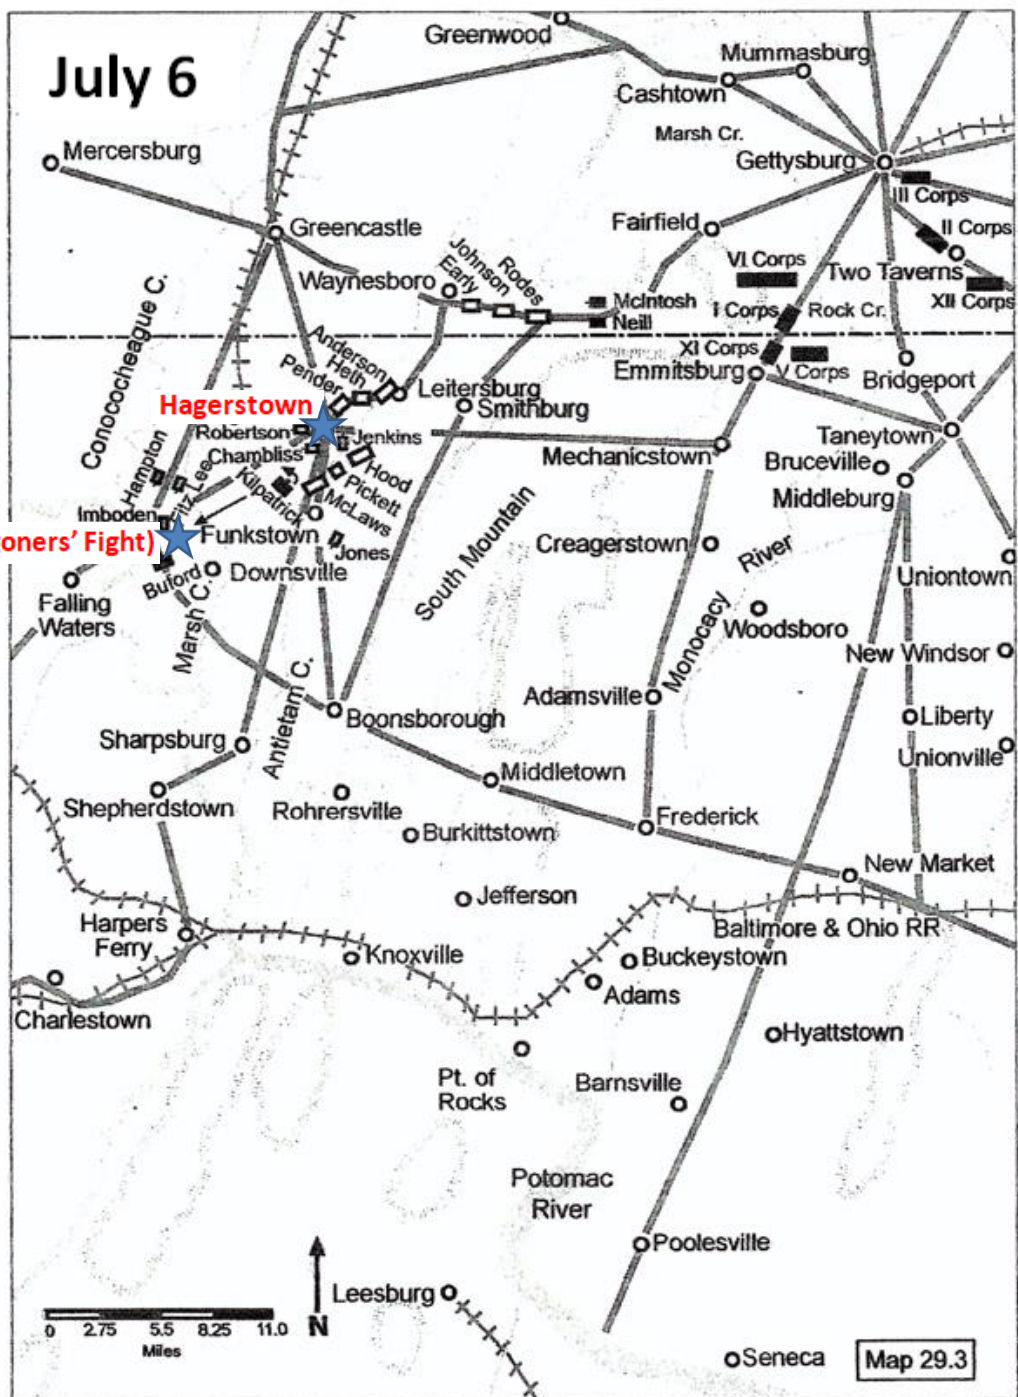 July 6
Greenwood
Mummasburg
Cashtown
Marsh Cr.
Mercersburg
Gettysburg
III Corps
Greencastle
Fairfield
II Corps
VI Corps
Two Taverns
XII Corps
Waynesboro
Early
Johnson
Rodes
McIntosh
Neill
I Corps
Rock Cr.
Conococheague C.
XI Corps
V Corps
Emmitsburg
Bridgeport
Anderson
Heth
Pender
Leitersburg
Smithburg
Hagerstown
Robertson
Jenkins
Chambliss
Taneytown
Mechanicstown
Bruceville
Middleburg
Hampton
Fitz Lee
Hood
Pickett
McLaws
Kilpatrick
Imboden
oners' Fight)
Funkstown
Jones
South Mountain
Creagerstown
River
Monocacy
Uniontown
Buford
Downsville
Falling
Waters
Marsh C.
Woodsboro
New Windsor
Antietam C.
Adamsville
Boonsborough
Liberty
Sharpsburg
Unionville
Middletown
Shepherdstown
Rohrersville
Burkittstown
Frederick
New Market
Jefferson
Harpers
Ferry
Baltimore & Ohio RR
Knoxville
Buckeystown
Adams
Charlestown
Hyattstown
Pt. of
Rocks
Barnsville
Potomac
River
Poolesville
Leesburg
N
0 2.75 5.5 8.25 11.0
Miles
Seneca
Map 29.3